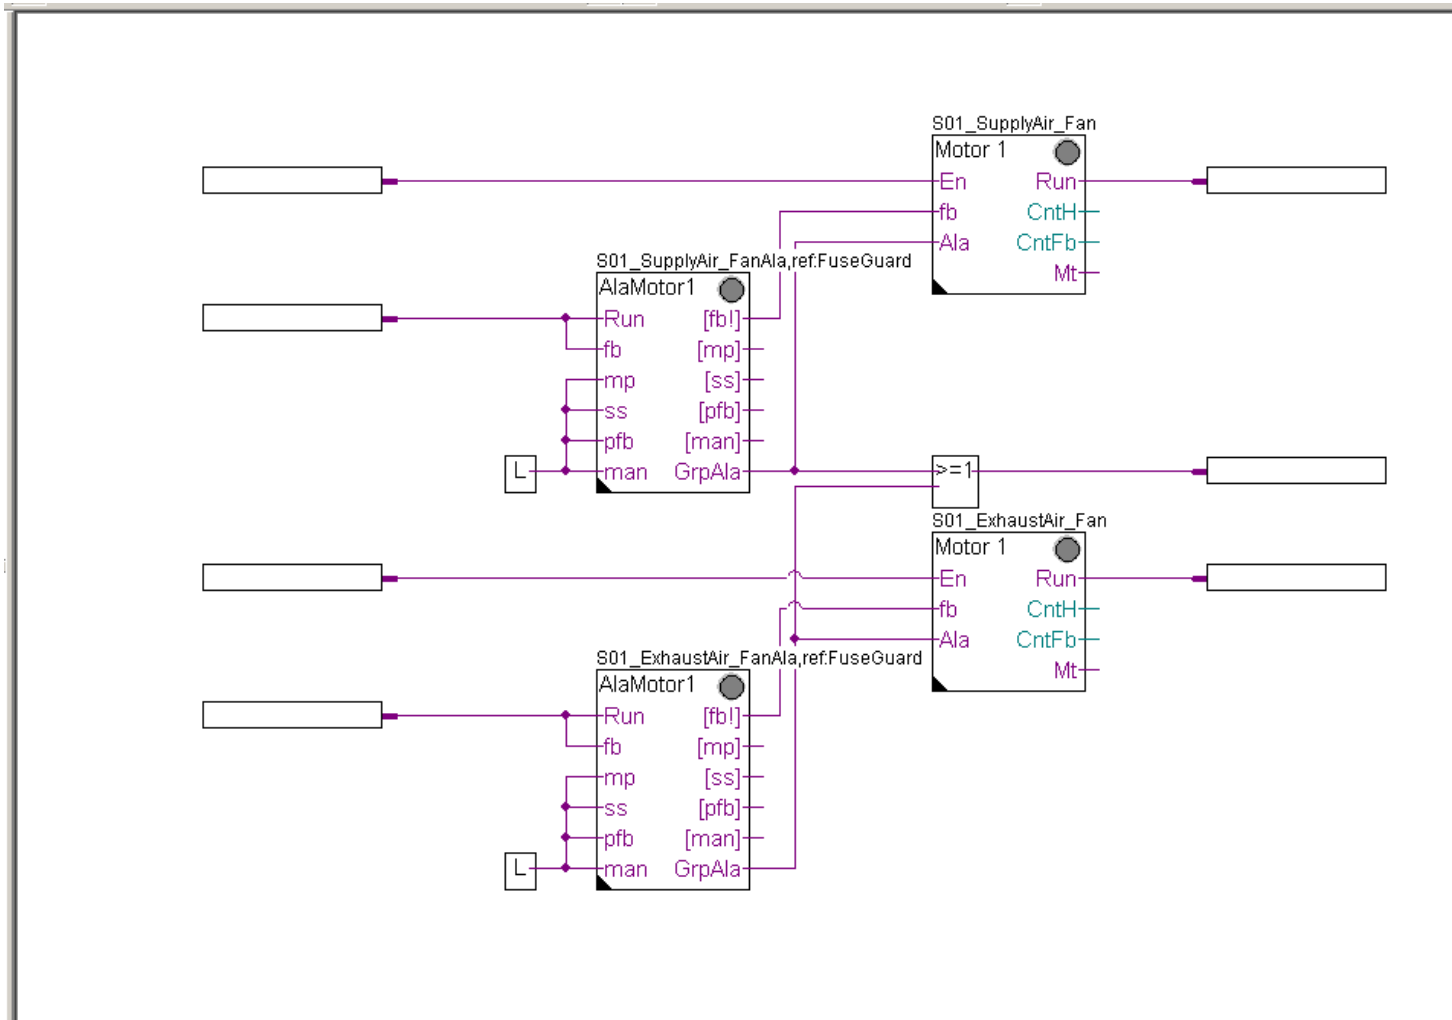 S01_SupplyAir_Fan
Motor 1
En Run
fb CntH
Ala CntFb
Mt
S01_SupplyAir_FanAla,ref:FuseGuard
AlaMotor1
Run [fb!]
fb [mp]
mp [ss]
ss [pfb]
pfb [man]
L man GrpAla
>=1
S01_ExhaustAir_Fan
Motor 1
En Run
fb CntH
Ala CntFb
Mt
S01_ExhaustAir_FanAla,ref:FuseGuard
AlaMotor1
Run [fb!]
fb [mp]
mp [ss]
ss [pfb]
pfb [man]
L man GrpAla